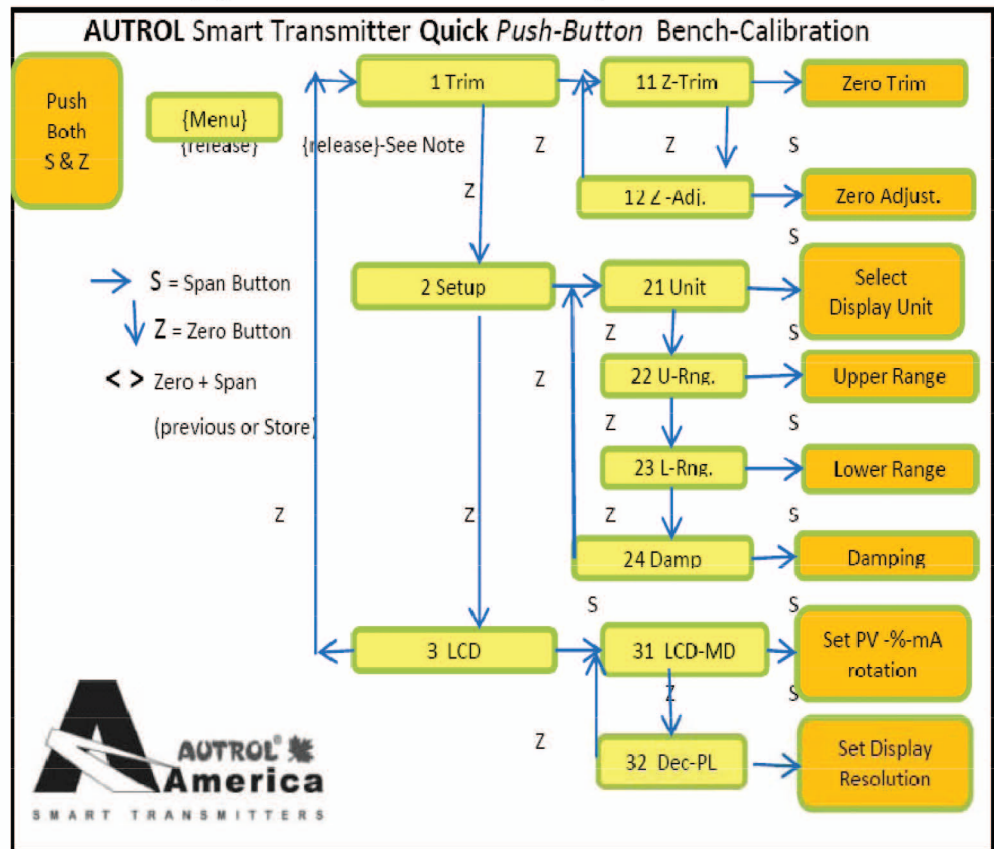 AUTROL Smart Transmitter Quick Push-Button Bench-Calibration
Push
Both
S & Z
{Menu}
{release}
{release}-See Note
1 Trim
11 Z-Trim
Zero Trim
Z
Z
S
Z
12 Z-Adj.
Zero Adjust.
S
S = Span Button
Z = Zero Button
< > Zero + Span
(previous or Store)
2 Setup
21 Unit
Select
Display Unit
Z
S
Z
22 U-Rng.
Upper Range
Z
S
23 L-Rng.
Lower Range
Z
Z
Z
S
24 Damp
Damping
S
S
3 LCD
31 LCD-MD
Set PV -%-mA
rotation
Z
S
Z
32 Dec-PL
Set Display
Resolution
AUTROL®
America
SMART TRANSMITTERS